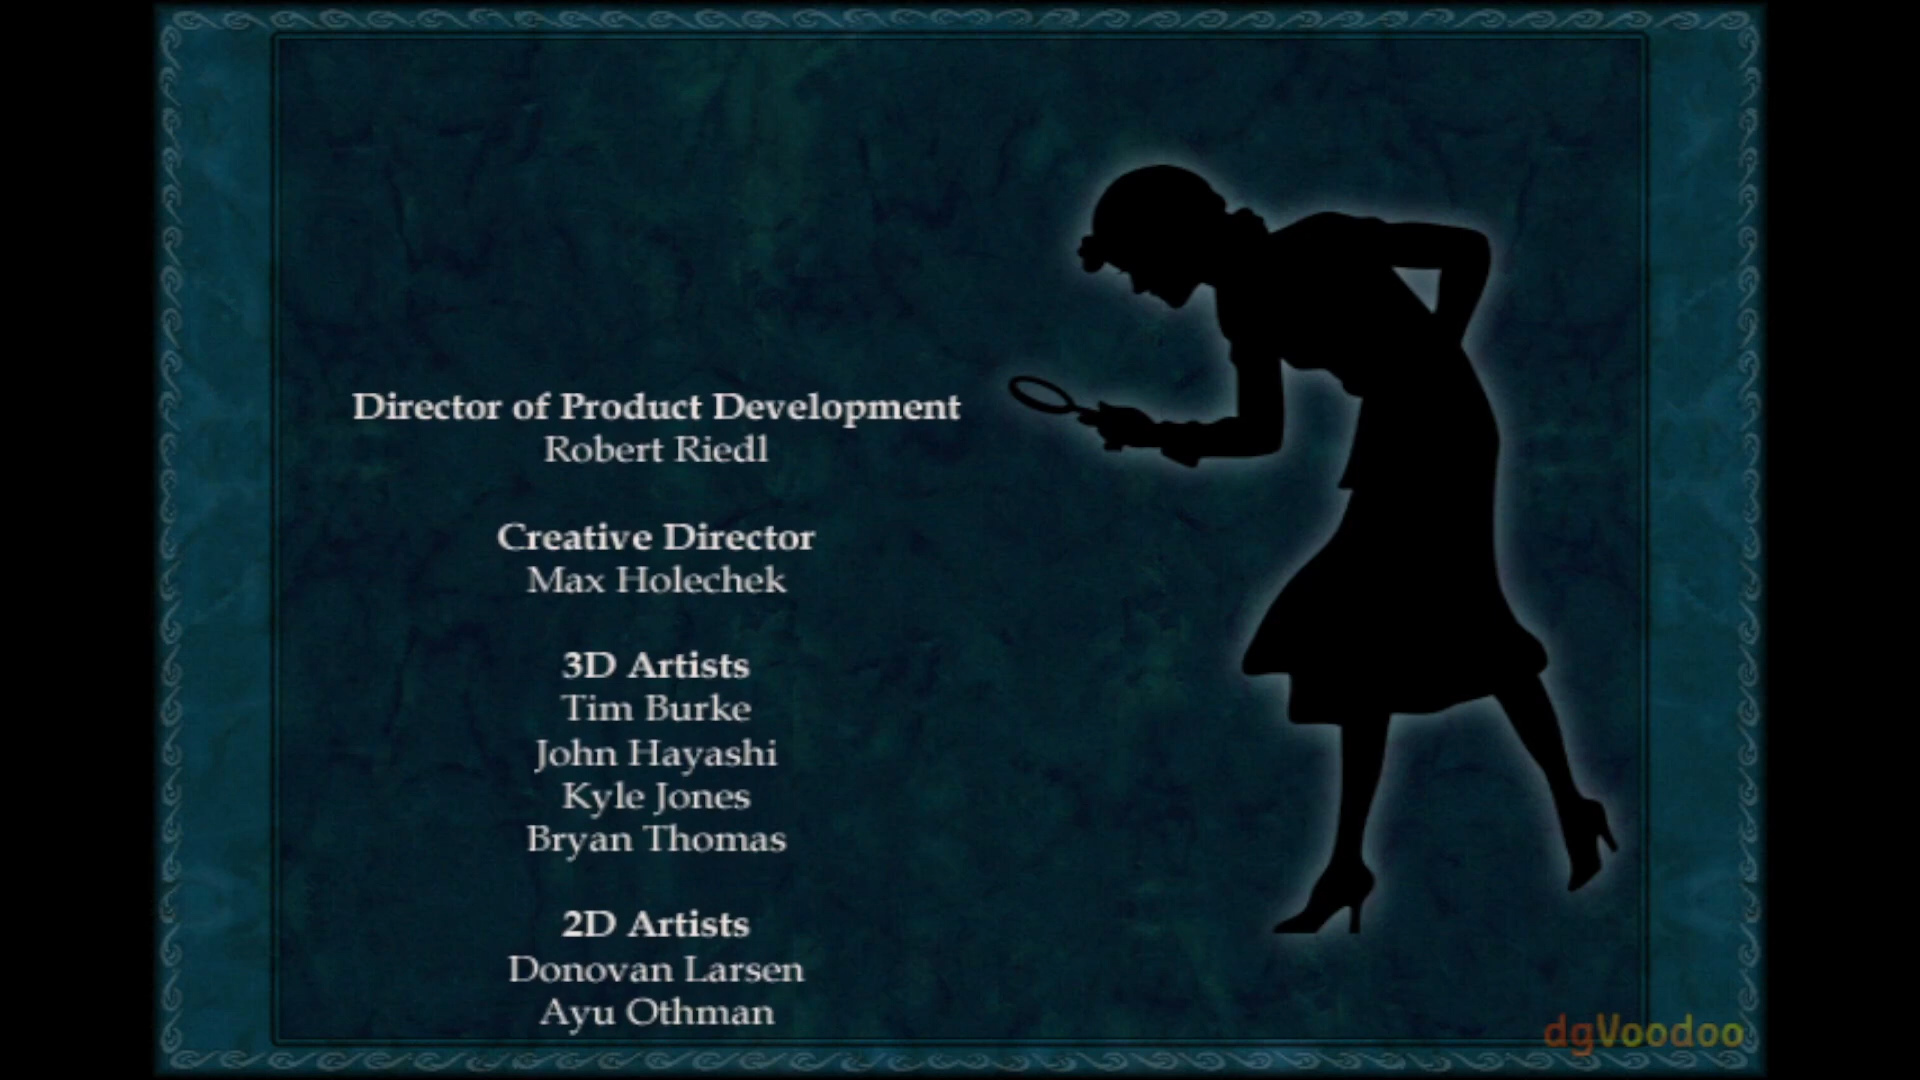 Director of Product Development
Robert Riedl
Creative Director
Max Holechek
3D Artists
Tim Burke
John Hayashi
Kyle Jones
Bryan Thomas
2D Artists
Donovan Larsen
Ayu Othman
dgVoodoo